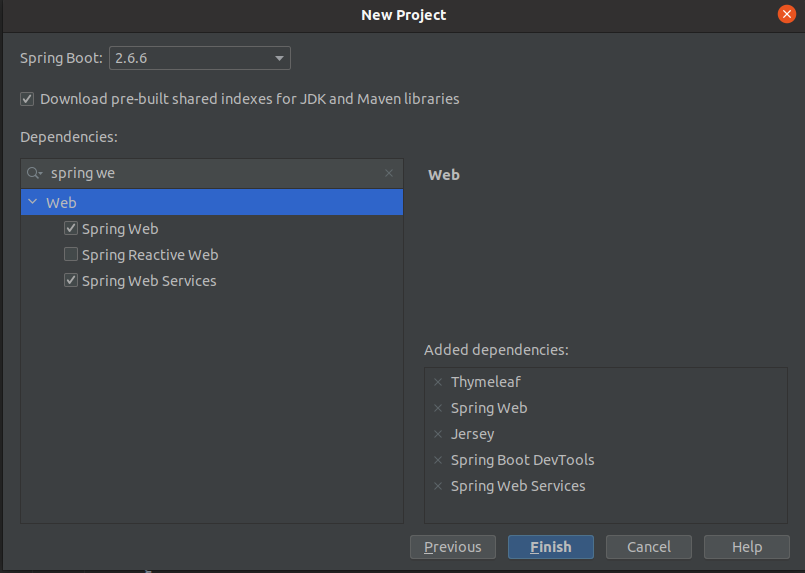 New Project
Spring Boot: 2.6.6
Download pre-built shared indexes for JDK and Maven libraries
Dependencies:
spring we
Web
Spring Web
Spring Reactive Web
Spring Web Services
Web
Added dependencies:
Thymeleaf
Spring Web
Jersey
Spring Boot DevTools
Spring Web Services
Previous Finish Cancel Help